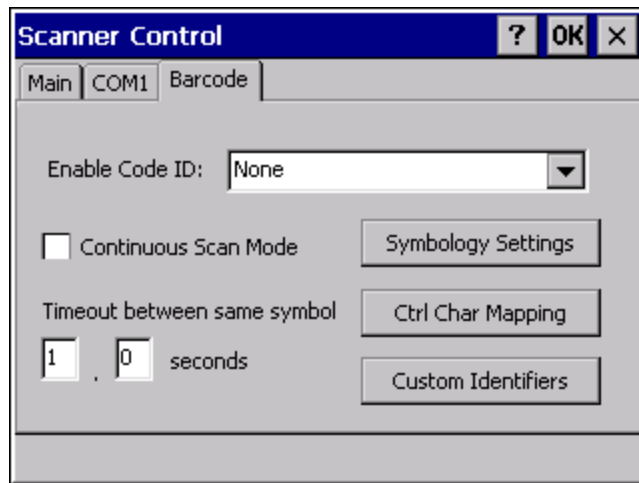 Scanner Control ? OK ×
Main COM1 Barcode
Enable Code ID: None
Continuous Scan Mode
Symbology Settings
Timeout between same symbol
1 . 0 seconds
Ctrl Char Mapping
Custom Identifiers